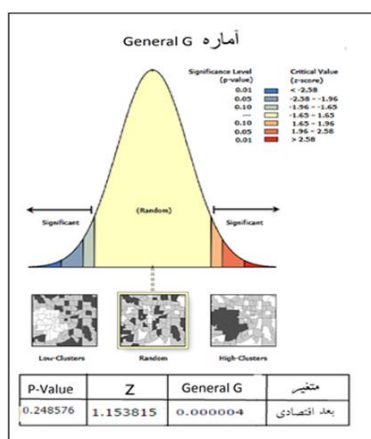 آماره General G
Significance Level
(p-value)
Critical Value
(z-score)
0.01 < -2.58
0.05 -2.58 - -1.96
0.10 -1.96 - -1.65
— -1.65 - 1.65
0.10 1.65 - 1.96
0.05 1.96 - 2.58
0.01 > 2.58
Significant
(Random)
Significant
Low-Clusters
Random
High-Clusters
P-Value Z General G متغیر
0.248576 1.153815 0.000004 بعد اقتصادی